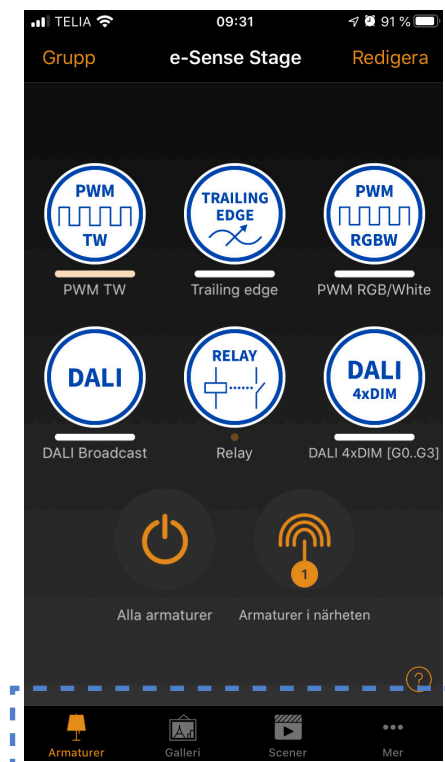 TELIA 09:31 91 %
Grupp e-Sense Stage Redigera
PWM
TW
TRAILING
EDGE
PWM
RGBW
PWM TW Trailing edge PWM RGB/White
DALI
RELAY
DALI
4xDIM
DALI Broadcast Relay DALI 4xDIM [G0..G3]
1
Alla armaturer Armaturer i närheten
?
Armaturer Galleri Scener Mer